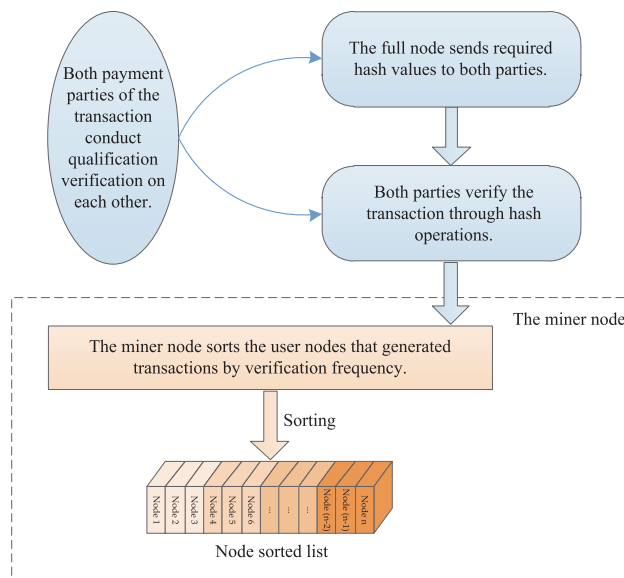 Both payment
parties of the
transaction
conduct
qualification
verification on
each other.
The full node sends required
hash values to both parties.
Both parties verify the
transaction through hash
operations.
The miner node
The miner node sorts the user nodes that generated
transactions by verification frequency.
Sorting
Node 1
Node 2
Node 3
Node 4
Node 5
Node 6
...
...
...
Node (n-2)
Node (n-1)
Node n
Node sorted list